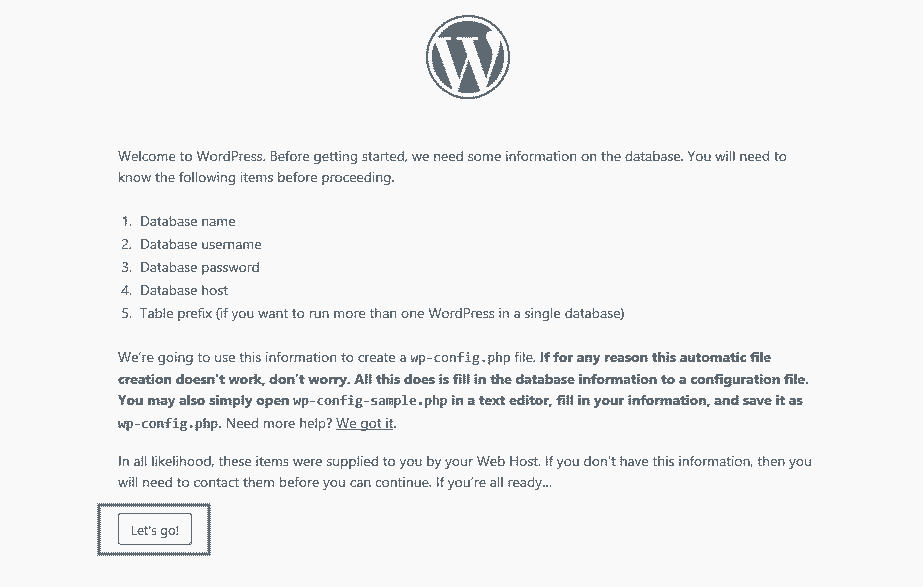 Welcome to WordPress. Before getting started, we need some information on the database. You will need to
know the following items before proceeding.
1. Database name
2. Database username
3. Database password
4. Database host
5. Table prefix (if you want to run more than one WordPress in a single database)
We're going to use this information to create a wp-config.php file. If for any reason this automatic file
creation doesn't work, don't worry. All this does is fill in the database information to a configuration file.
You may also simply open wp-config-sample.php in a text editor, fill in your information, and save it as
wp-config.php. Need more help? We got it.
In all likelihood, these items were supplied to you by your Web Host. If you don't have this information, then you
will need to contact them before you can continue. If you're all ready...
Let's go!